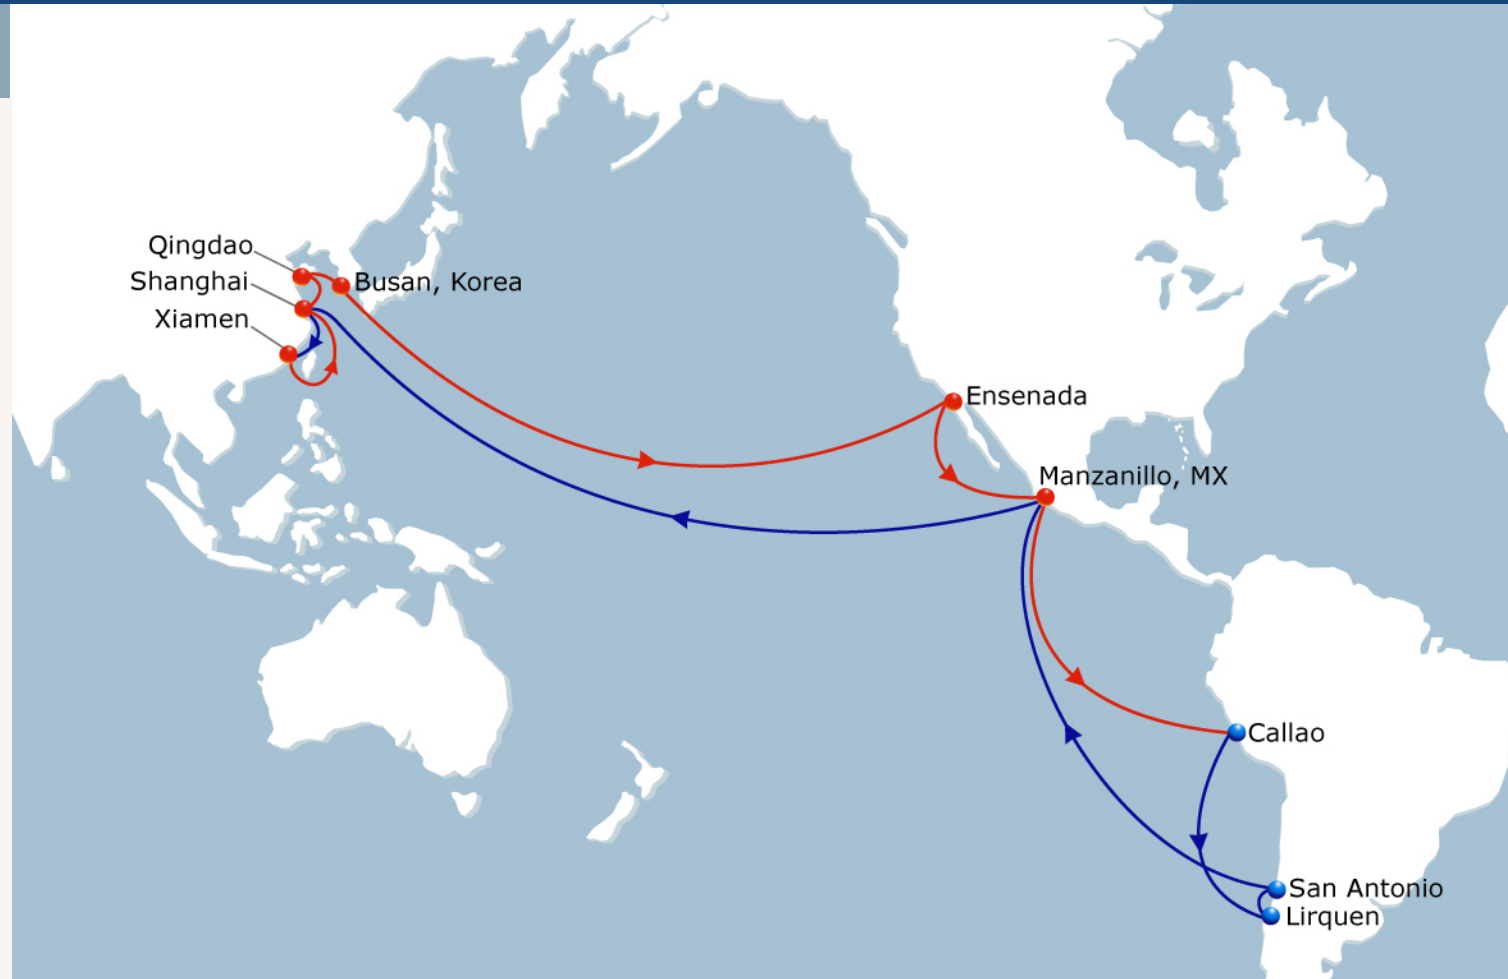 Qingdao
Shanghai
Busan, Korea
Xiamen
Ensenada
Manzanillo, MX
Callao
San Antonio
Lirquen